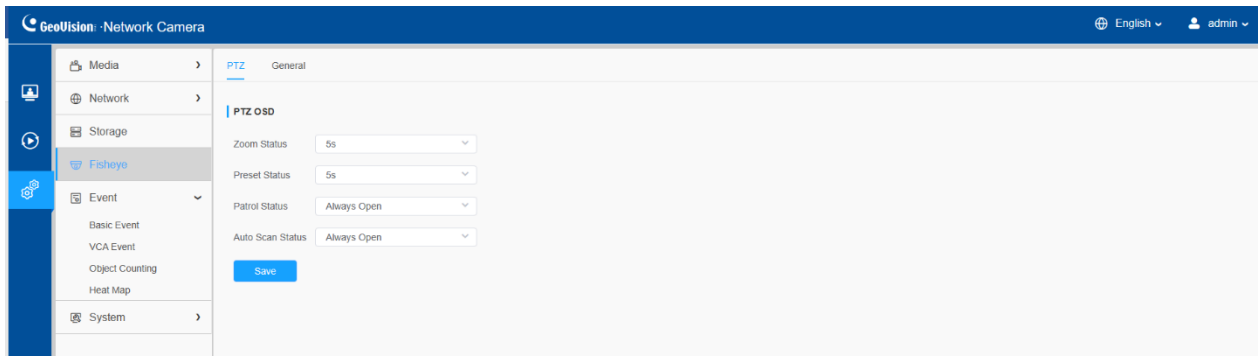 GeoVision: ·Network Camera
English
admin
Media
Network
Storage
Fisheye
Event
Basic Event
VCA Event
Object Counting
Heat Map
System
PTZ General
PTZ OSD
Zoom Status 5s
Preset Status 5s
Patrol Status Always Open
Auto Scan Status Always Open
Save